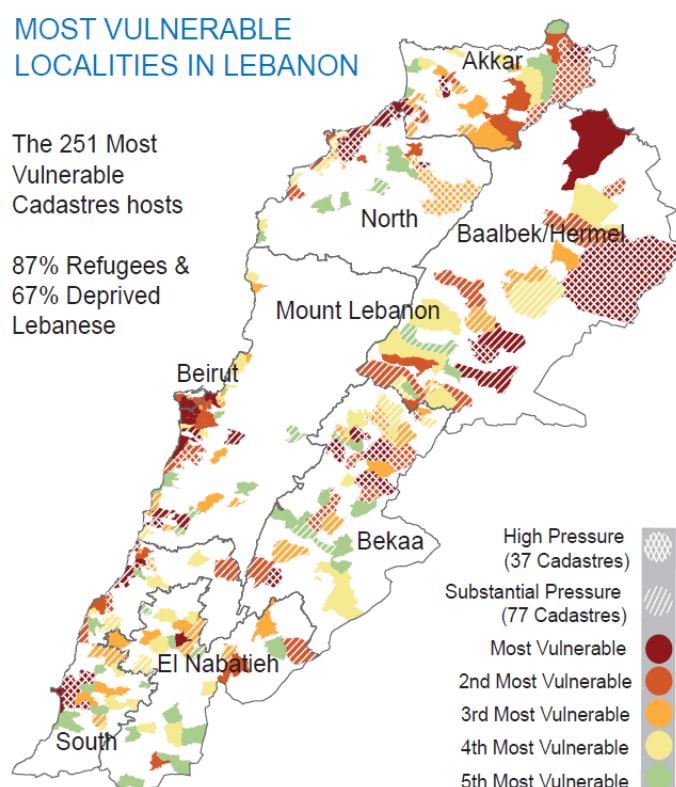 MOST VULNERABLE
LOCALITIES IN LEBANON
The 251 Most
Vulnerable
Cadastres hosts
87% Refugees &
67% Deprived
Lebanese
Akkar
North
Baalbek/Hermel
Mount Lebanon
Beirut
Bekaa
El Nabatieh
South
High Pressure
(37 Cadastres)
Substantial Pressure
(77 Cadastres)
Most Vulnerable
2nd Most Vulnerable
3rd Most Vulnerable
4th Most Vulnerable
5th Most Vulnerable